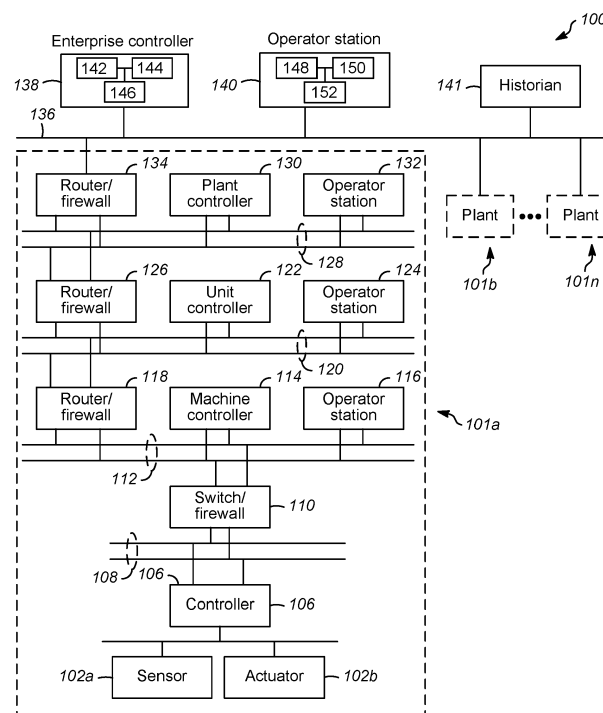 100
Enterprise controller
Operator station
138
142
144
146
140
148
150
152
141
Historian
136
134
130
132
Router/
firewall
Plant
controller
Operator
station
Plant
Plant
128
101b
101n
126
122
124
Router/
firewall
Unit
controller
Operator
station
120
118
114
116
Router/
firewall
Machine
controller
Operator
station
101a
112
Switch/
firewall
110
108
106
Controller
106
102a
Sensor
Actuator
102b